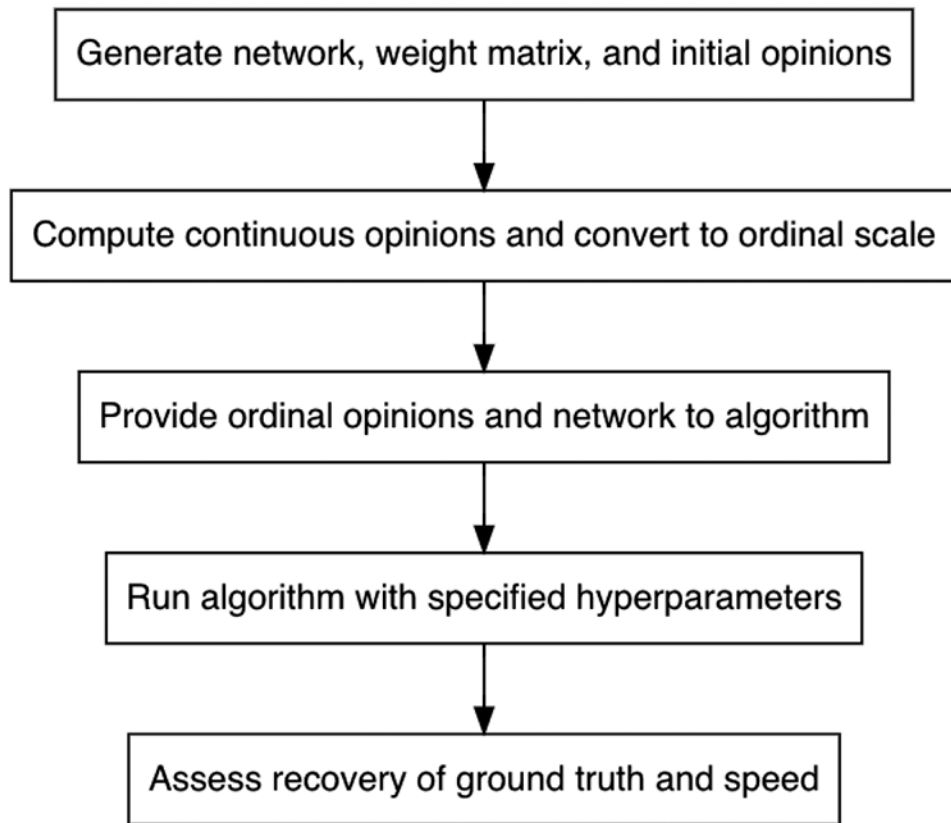 Generate network, weight matrix, and initial opinions
Compute continuous opinions and convert to ordinal scale
Provide ordinal opinions and network to algorithm
Run algorithm with specified hyperparameters
Assess recovery of ground truth and speed